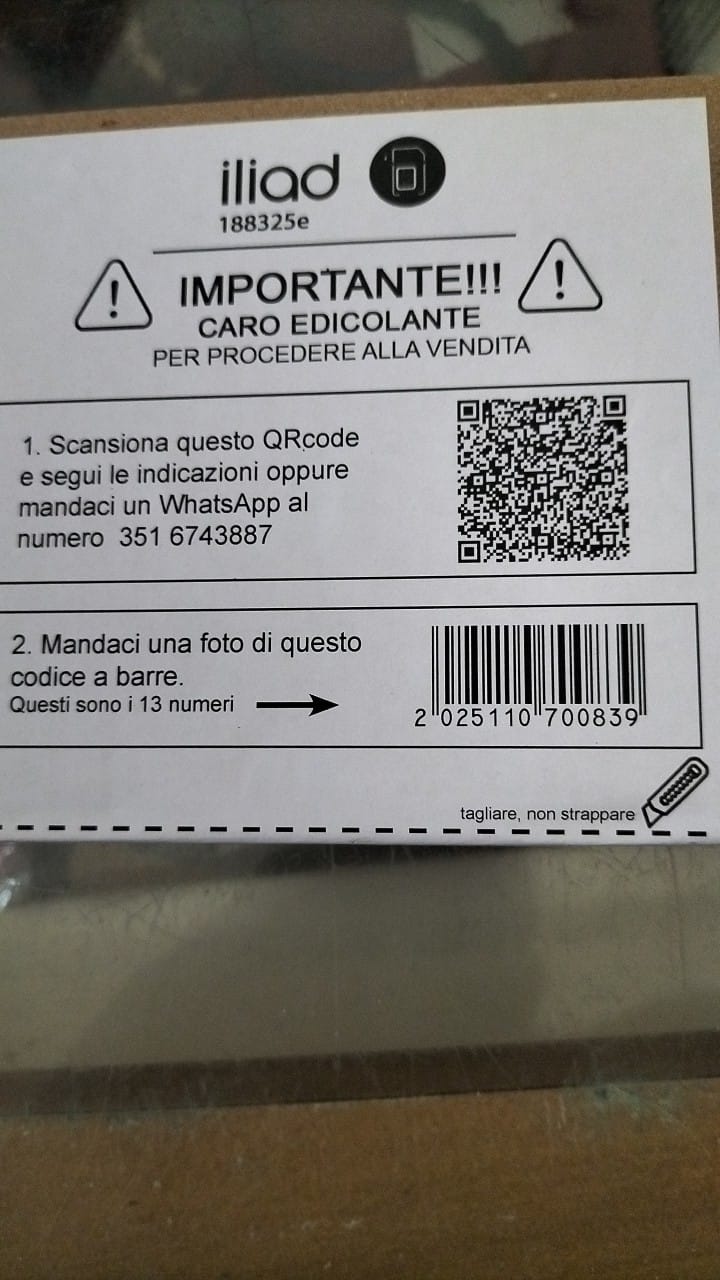 iliad
188325e
IMPORTANTE!!!
CARO EDICOLANTE
PER PROCEDERE ALLA VENDITA
1. Scansiona questo QRcode
e segui le indicazioni oppure
mandaci un WhatsApp al
numero 351 6743887
2. Mandaci una foto di questo
codice a barre.
Questi sono i 13 numeri
2 025110 700839
tagliare, non strappare